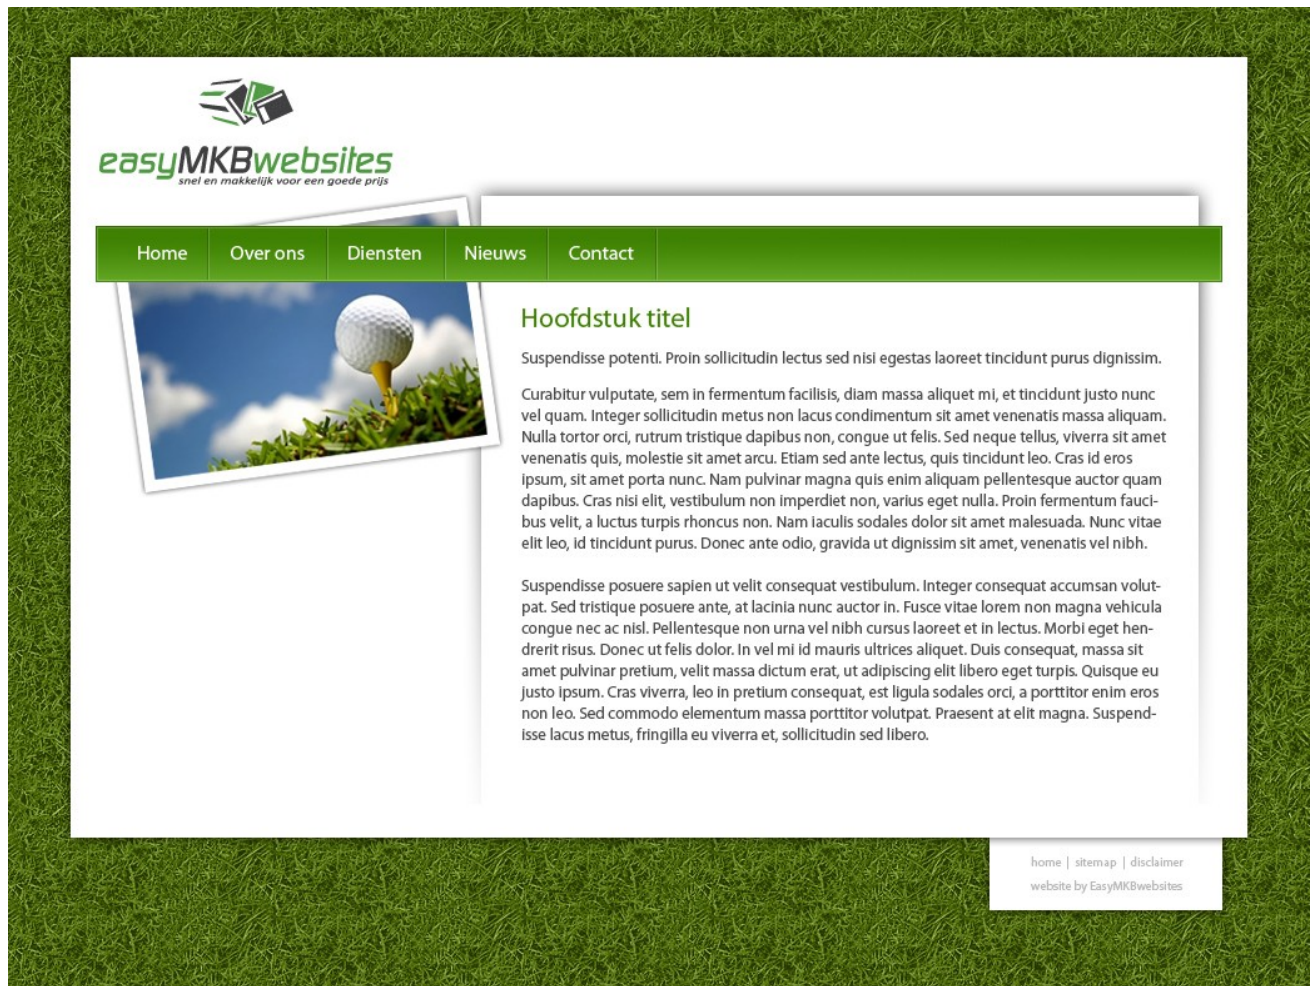 easyMKBwebsites
snel en makkelijk voor een goede prijs
Home
Over ons
Diensten
Nieuws
Contact
Hoofdstuk titel
Suspendisse potenti. Proin sollicitudin lectus sed nisi egestas laoreet tincidunt purus dignissim.
Curabitur vulputate, sem in fermentum facilisis, diam massa aliquet mi, et tincidunt justo nunc
vel quam. Integer sollicitudin metus non lacus condimentum sit amet venenatis massa aliquam.
Nulla tortor orci, rutrum tristique dapibus non, congue ut felis. Sed neque tellus, viverra sit amet
venenatis quis, molestie sit amet arcu. Etiam sed ante lectus, quis tincidunt leo. Cras id eros
ipsum, sit amet porta nunc. Nam pulvinar magna quis enim aliquam pellentesque auctor quam
dapibus. Cras nisi elit, vestibulum non imperdiet non, varius eget nulla. Proin fermentum fauci-
bus velit, a luctus turpis rhoncus non. Nam iaculis sodales dolor sit amet malesuada. Nunc vitae
elit leo, id tincidunt purus. Donec ante odio, gravida ut dignissim sit amet, venenatis vel nibh.
Suspendisse posuere sapien ut velit consequat vestibulum. Integer consequat accumsan volut-
pat. Sed tristique posuere ante, at lacinia nunc auctor in. Fusce vitae lorem non magna vehicula
congue nec ac nisl. Pellentesque non urna vel nibh cursus laoreet et in lectus. Morbi eget hen-
drerit risus. Donec ut felis dolor. In vel mi id mauris ultrices aliquet. Duis consequat, massa sit
amet pulvinar pretium, velit massa dictum erat, ut adipiscing elit libero eget turpis. Quisque eu
justo ipsum. Cras viverra, leo in pretium consequat, est ligula sodales orci, a porttitor enim eros
non leo. Sed commodo elementum massa porttitor volutpat. Praesent at elit magna. Suspend-
isse lacus metus, fringilla eu viverra et, sollicitudin sed libero.
home | sitemap | disclaimer
website by EasyMKBwebsites